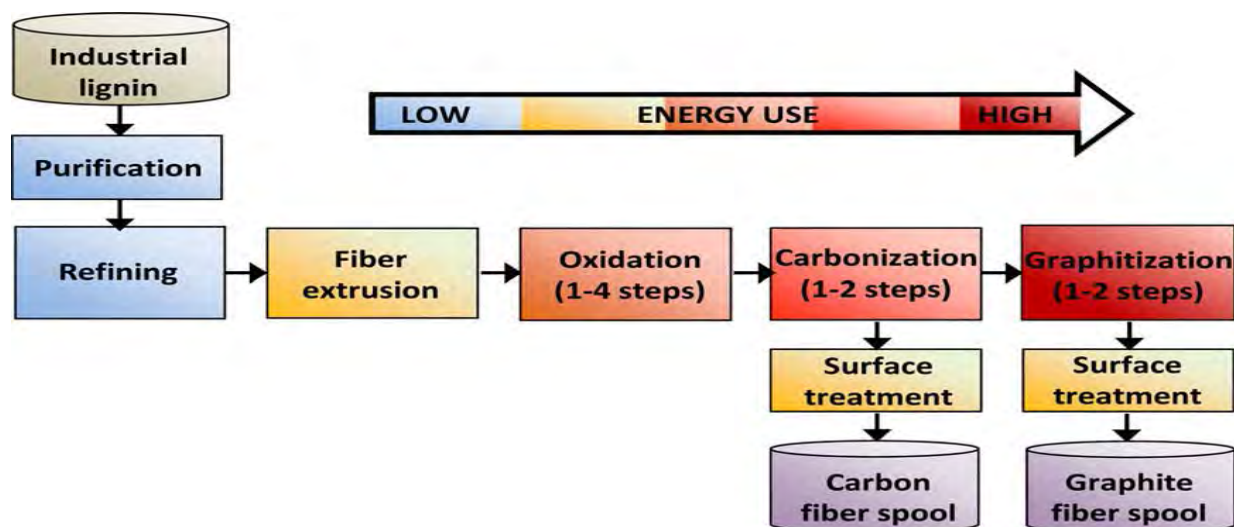 Industrial
lignin
LOW ENERGY USE HIGH
Purification
Refining
Fiber
extrusion
Oxidation
(1-4 steps)
Carbonization
(1-2 steps)
Graphitization
(1-2 steps)
Surface
treatment
Surface
treatment
Carbon
fiber spool
Graphite
fiber spool